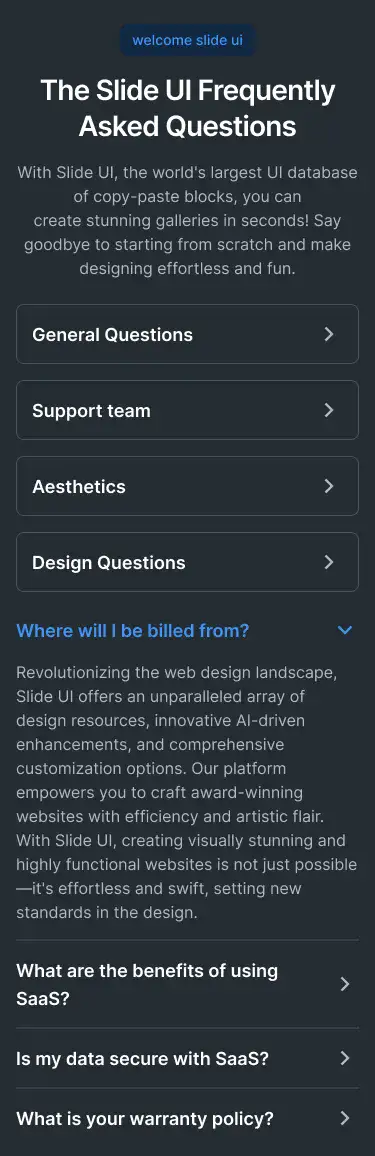 welcome slide ui
The Slide UI Frequently
Asked Questions
With Slide UI, the world's largest UI database
of copy-paste blocks, you can
create stunning galleries in seconds! Say
goodbye to starting from scratch and make
designing effortless and fun.
General Questions
Support team
Aesthetics
Design Questions
Where will I be billed from?
Revolutionizing the web design landscape,
Slide UI offers an unparalleled array of
design resources, innovative AI-driven
enhancements, and comprehensive
customization options. Our platform
empowers you to craft award-winning
websites with efficiency and artistic flair.
With Slide UI, creating visually stunning and
highly functional websites is not just possible
—it's effortless and swift, setting new
standards in the design.
What are the benefits of using
SaaS?
Is my data secure with SaaS?
What is your warranty policy?